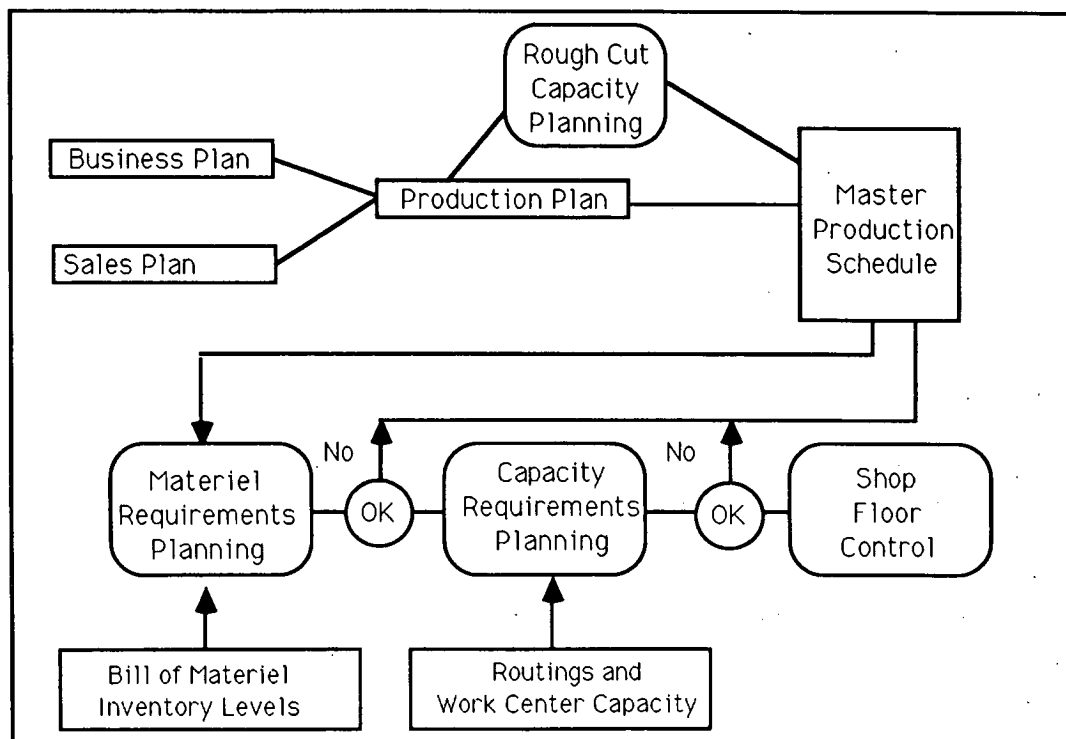 Rough Cut
Capacity
Planning
Business Plan
Production Plan
Sales Plan
Master
Production
Schedule
No
No
Materiel
Requirements
Planning
OK
Capacity
Requirements
Planning
OK
Shop
Floor
Control
Bill of Materiel
Inventory Levels
Routings and
Work Center Capacity